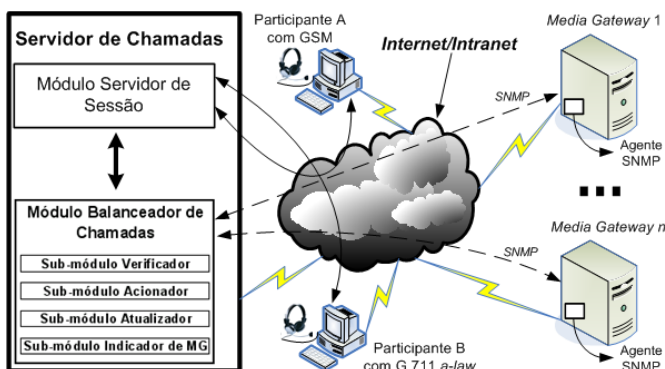 Servidor de Chamadas
Módulo Servidor de
Sessão
Módulo Balanceador de
Chamadas
Sub-módulo Verificador
Sub-módulo Acionador
Sub-módulo Atualizador
Sub-módulo Indicador de MG
Participante A
com GSM
Internet/Intranet
SNMP
Media Gateway 1
Agente
SNMP
Media Gateway n
SNMP
Agente
SNMP
Participante B
com G.711 a-law